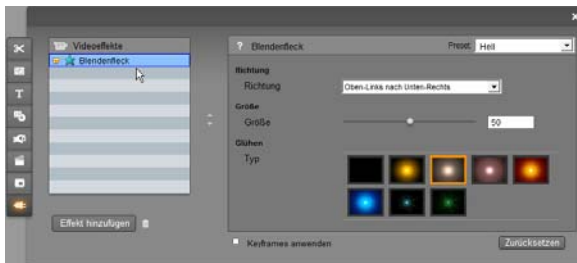 Videoeffekte
Blendenfleck
Effekt hinzufügen
? Blendenfleck Preset: Hell
Richtung
Richtung Oben-Links nach Unten-Rechts
Größe
Größe 50
Glühen
Typ
Keyframes anwenden Zurücksetzen